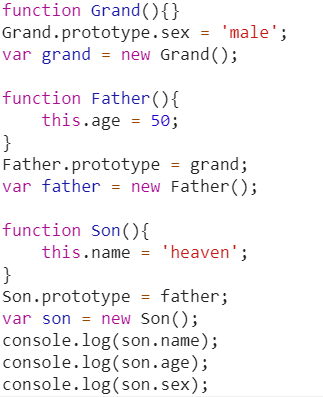 function Grand(){}
Grand.prototype.sex = 'male';
var grand = new Grand();
function Father(){
    this.age = 50;
}
Father.prototype = grand;
var father = new Father();
function Son(){
    this.name = 'heaven';
}
Son.prototype = father;
var son = new Son();
console.log(son.name);
console.log(son.age);
console.log(son.sex);